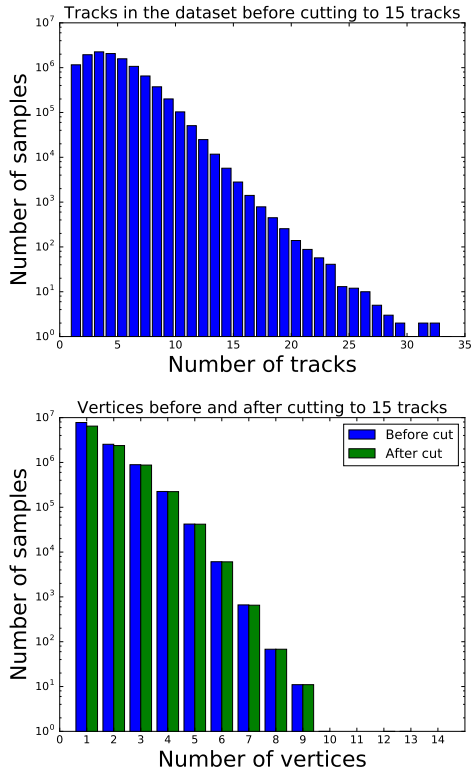 Tracks in the dataset before cutting to 15 tracks
Number of samples
10^7
10^6
10^5
10^4
10^3
10^2
10^1
10^0
0 5 10 15 20 25 30 35
Number of tracks
Vertices before and after cutting to 15 tracks
Number of samples
10^7
10^6
10^5
10^4
10^3
10^2
10^1
10^0
Before cut
After cut
0 1 2 3 4 5 6 7 8 9 10 11 12 13 14
Number of vertices